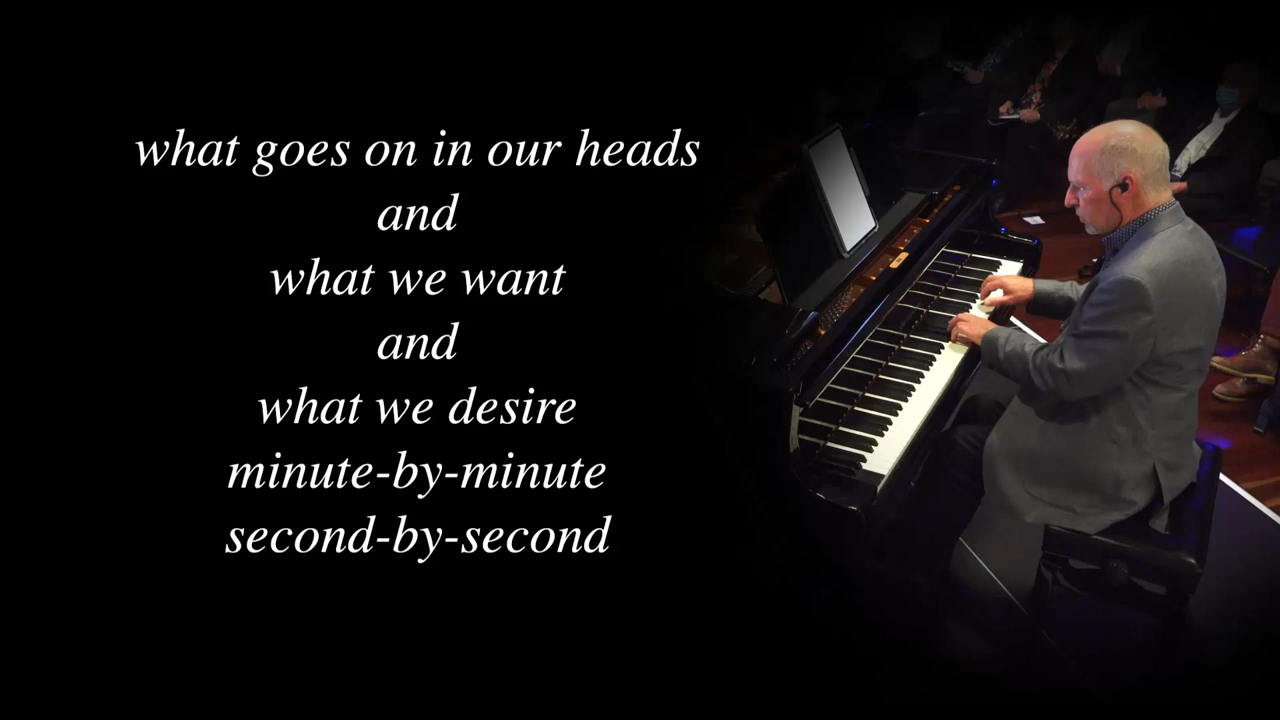 what goes on in our heads
and
what we want
and
what we desire
minute-by-minute
second-by-second